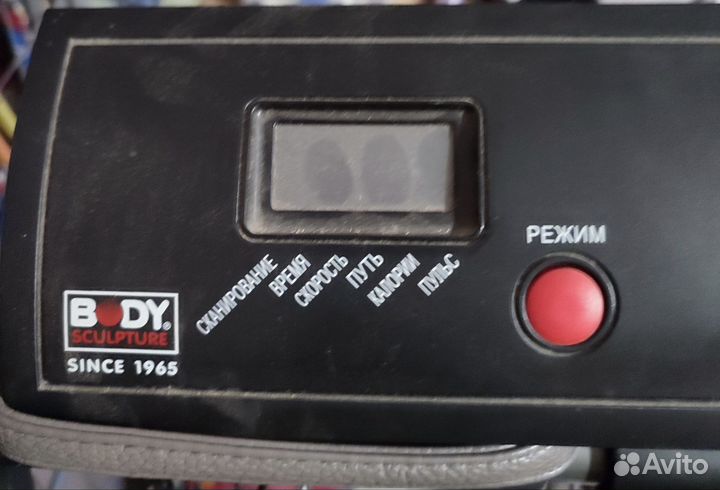 РЕЖИМ
СКАНИРОВАНИЕ
ВРЕМЯ
СКОРОСТЬ
ПУТЬ
КАЛОРИИ
ПУЛЬС
BODY®
SCULPTURE
SINCE 1965
Avito